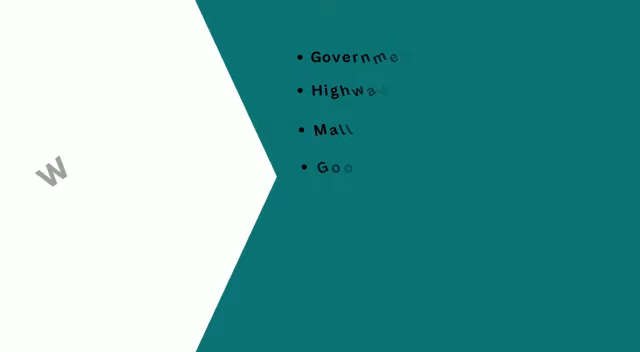 W
• Governme
• Highwa
• Mall
• Goo